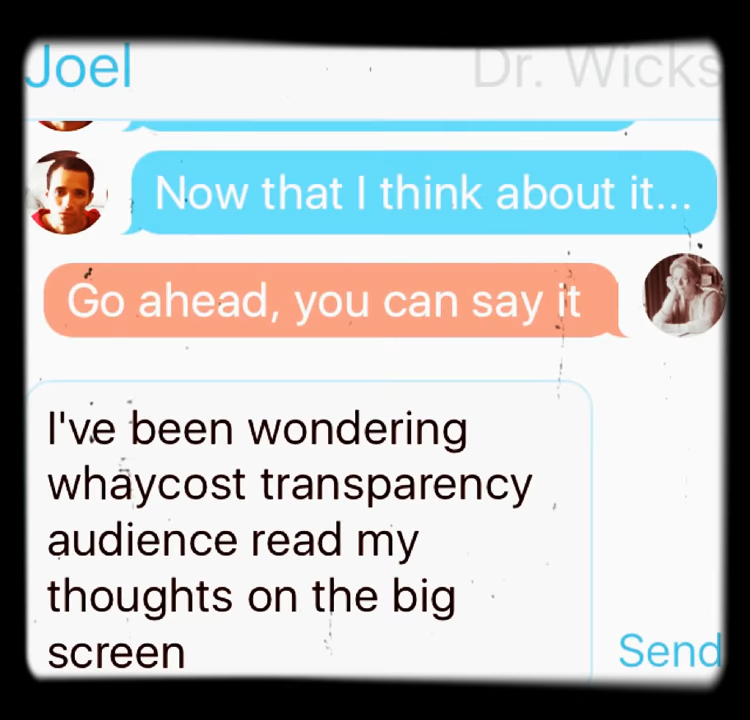 Joel
Dr. Wicks
Now that I think about it...
Go ahead, you can say it
I've been wondering
whaycost transparency
audience read my
thoughts on the big
screen
Send